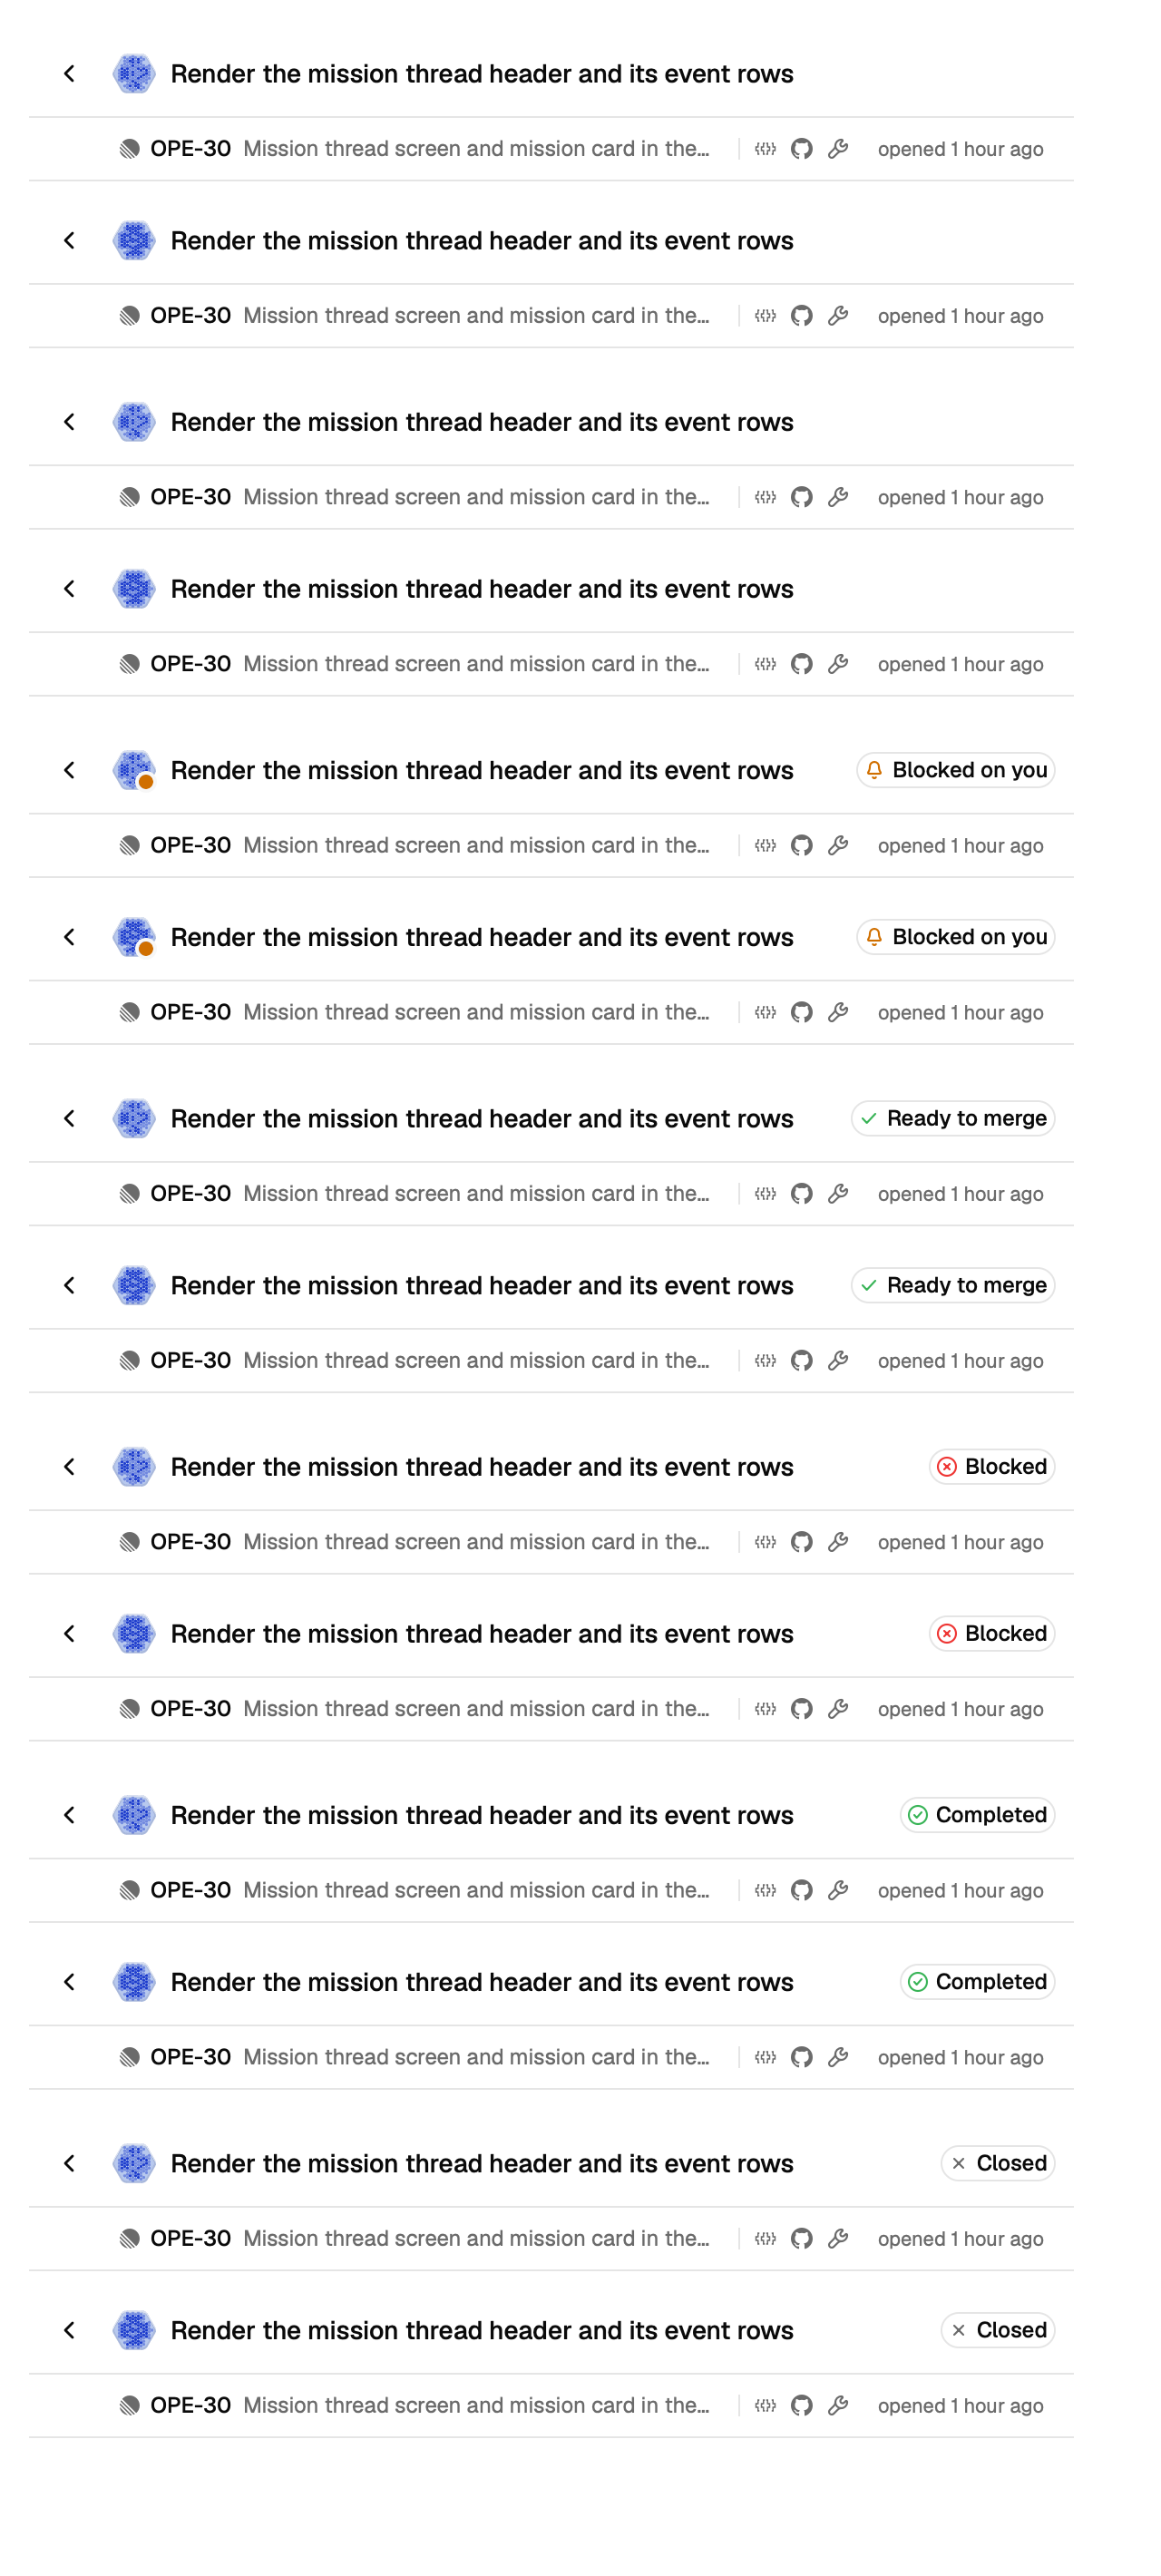 Render the mission thread header and its event rows
OPE-30 Mission thread screen and mission card in the... opened 1 hour ago
Render the mission thread header and its event rows
OPE-30 Mission thread screen and mission card in the... opened 1 hour ago
Render the mission thread header and its event rows
OPE-30 Mission thread screen and mission card in the... opened 1 hour ago
Render the mission thread header and its event rows
OPE-30 Mission thread screen and mission card in the... opened 1 hour ago
Render the mission thread header and its event rows Blocked on you
OPE-30 Mission thread screen and mission card in the... opened 1 hour ago
Render the mission thread header and its event rows Blocked on you
OPE-30 Mission thread screen and mission card in the... opened 1 hour ago
Render the mission thread header and its event rows Ready to merge
OPE-30 Mission thread screen and mission card in the... opened 1 hour ago
Render the mission thread header and its event rows Ready to merge
OPE-30 Mission thread screen and mission card in the... opened 1 hour ago
Render the mission thread header and its event rows Blocked
OPE-30 Mission thread screen and mission card in the... opened 1 hour ago
Render the mission thread header and its event rows Blocked
OPE-30 Mission thread screen and mission card in the... opened 1 hour ago
Render the mission thread header and its event rows Completed
OPE-30 Mission thread screen and mission card in the... opened 1 hour ago
Render the mission thread header and its event rows Completed
OPE-30 Mission thread screen and mission card in the... opened 1 hour ago
Render the mission thread header and its event rows Closed
OPE-30 Mission thread screen and mission card in the... opened 1 hour ago
Render the mission thread header and its event rows Closed
OPE-30 Mission thread screen and mission card in the... opened 1 hour ago